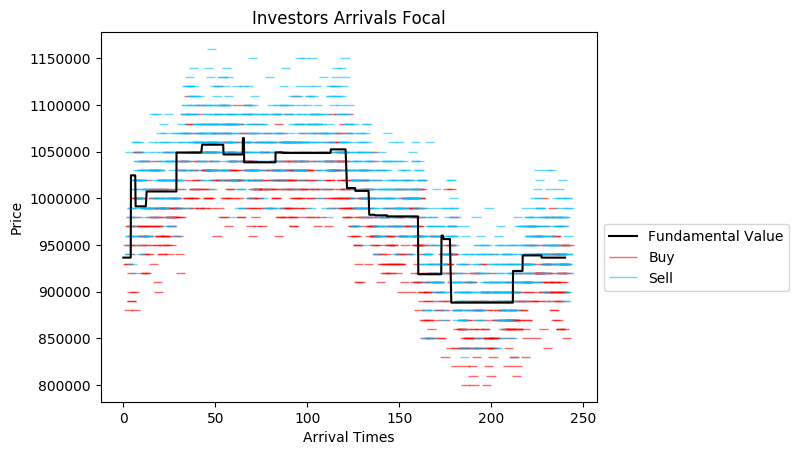 Investors Arrivals Focal
Price
1150000
1100000
1050000
1000000
950000
900000
850000
800000
0 50 100 150 200 250
Arrival Times
Fundamental Value
Buy
Sell